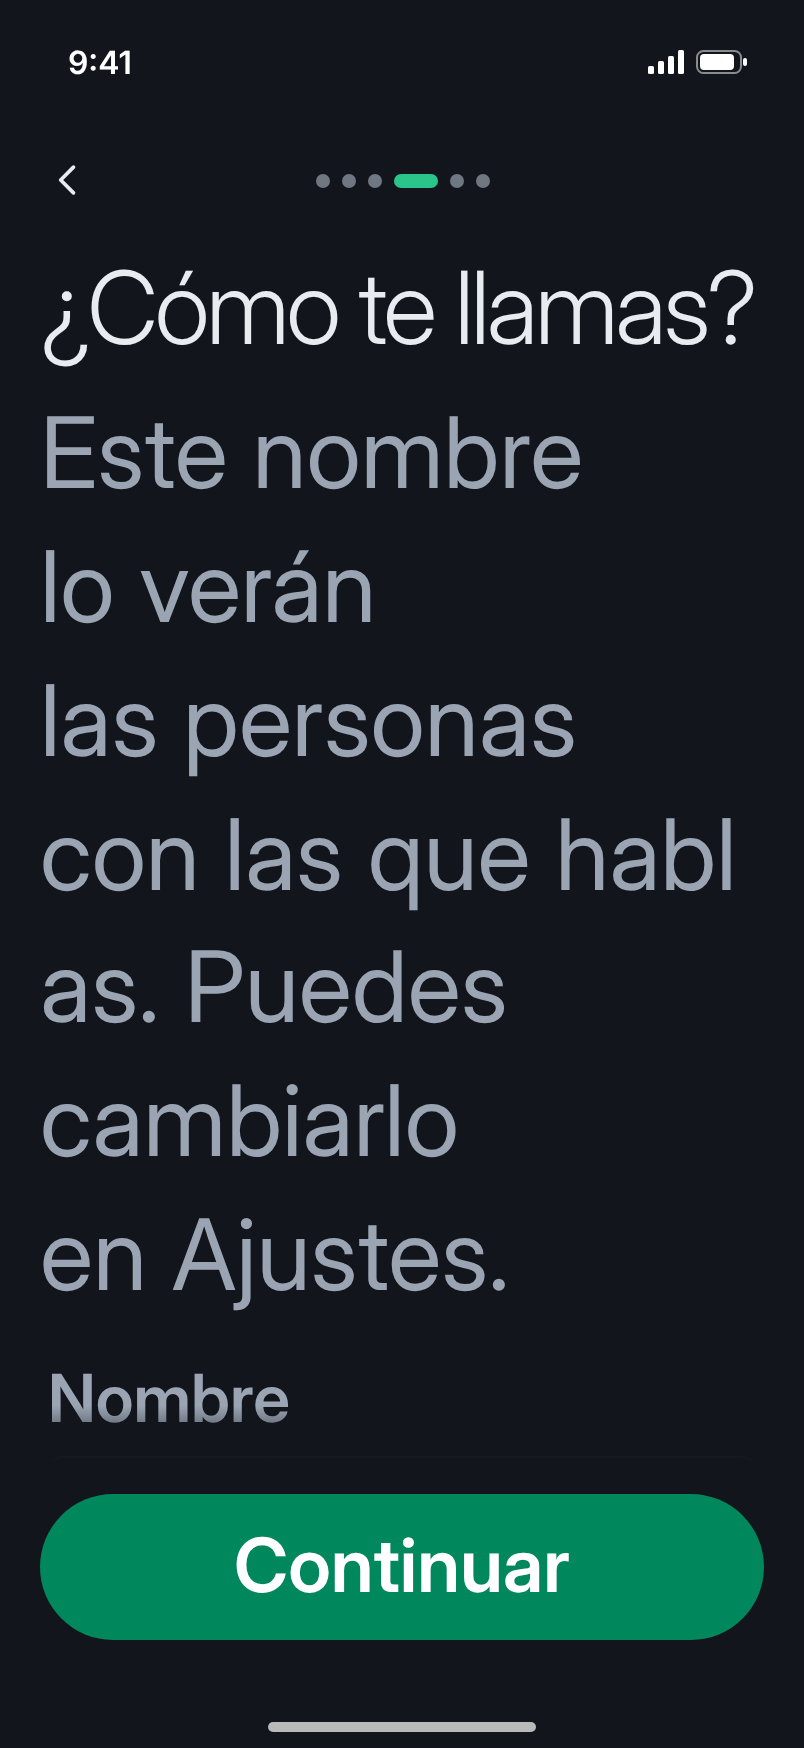 9:41
¿Cómo te llamas?
Este nombre
lo verán
las personas
con las que habl
as. Puedes
cambiarlo
en Ajustes.
Nombre
Continuar